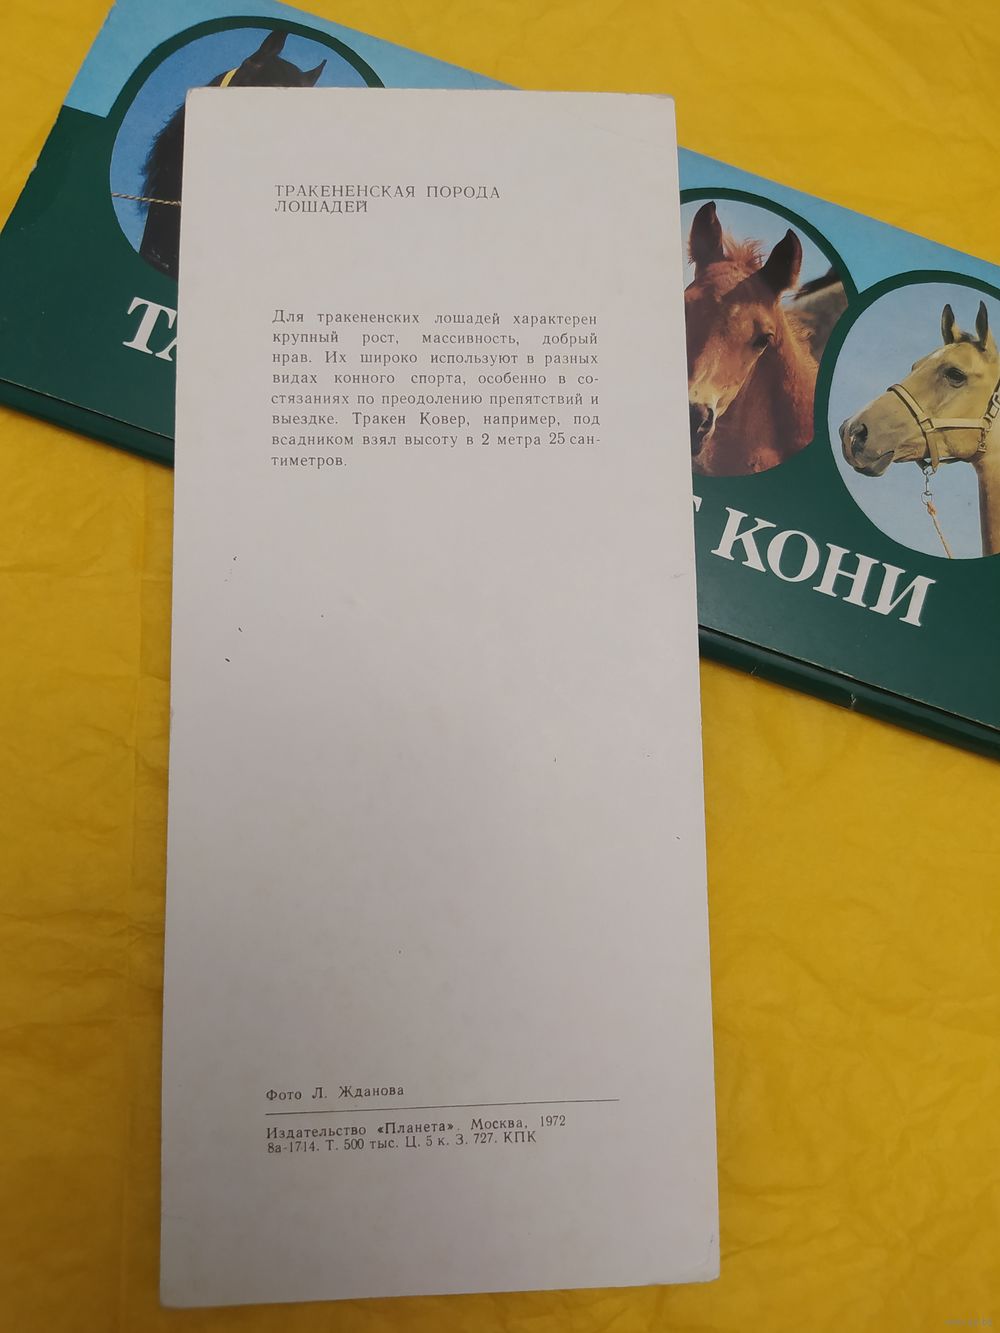 ТРАКЕНЕНСКАЯ ПОРОДА
ЛОШАДЕЙ
Для тракененских лошадей характерен
крупный рост, массивность, добрый
нрав. Их широко используют в разных
видах конного спорта, особенно в со-
стязаниях по преодолению препятствий и
выездке. Тракен Ковер, например, под
всадником взял высоту в 2 метра 25 сан-
тиметров.
КОНИ
Фото Л. Жданова
Издательство «Планета». Москва, 1972
8а-1714. Т. 500 тыс. Ц. 5 к. З. 727. КПК